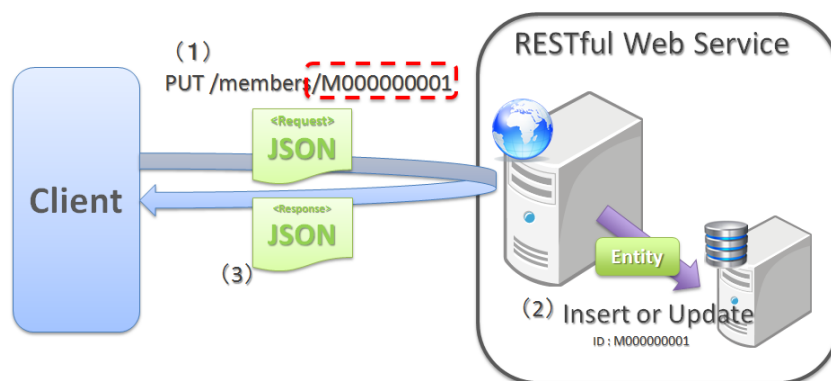 （1）
PUT /members/M000000001
RESTful Web Service
<Request>
JSON
Client
<Response>
JSON
（3）
Entity
（2） Insert or Update
ID : M000000001